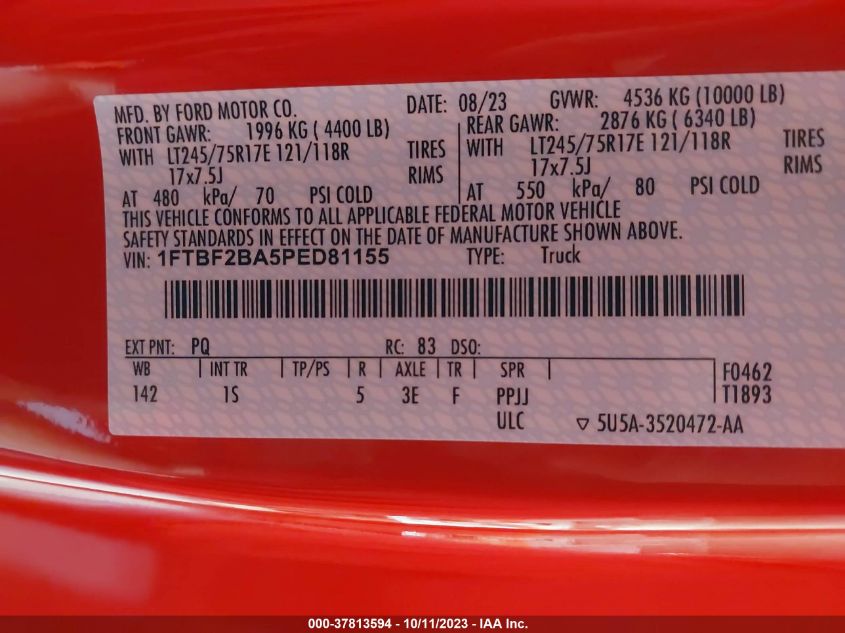 MFD. BY FORD MOTOR CO. DATE: 08/23 GVWR: 4536 KG (10000 LB)
FRONT GAWR: 1996 KG ( 4400 LB) REAR GAWR: 2876 KG ( 6340 LB)
WITH LT245/75R17E 121/118R TIRES WITH LT245/75R17E 121/118R TIRES
17x7.5J RIMS 17x7.5J RIMS
AT 480 kPa/ 70 PSI COLD AT 550 kPa/ 80 PSI COLD
THIS VEHICLE CONFORMS TO ALL APPLICABLE FEDERAL MOTOR VEHICLE
SAFETY STANDARDS IN EFFECT ON THE DATE OF MANUFACTURE SHOWN ABOVE.
VIN: 1FTBF2BA5PED81155 TYPE: Truck
EXT PNT: PQ RC: 83 DSO:
WB INT TR TP/PS R AXLE TR SPR F0462
142 1S 5 3E F PPJJ T1893
ULC ▽ 5U5A-3520472-AA
000-37813594 - 10/11/2023 - IAA Inc.